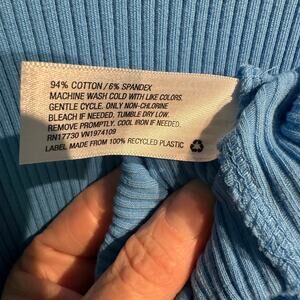 94% COTTON/6% SPANDEX
MACHINE WASH COLD WITH LIKE COLORS.
GENTLE CYCLE. ONLY NON-CHLORINE
BLEACH IF NEEDED. TUMBLE DRY LOW.
REMOVE PROMPTLY. COOL IRON IF NEEDED.
RN17730 VN1974109
LABEL MADE FROM 100% RECYCLED PLASTIC